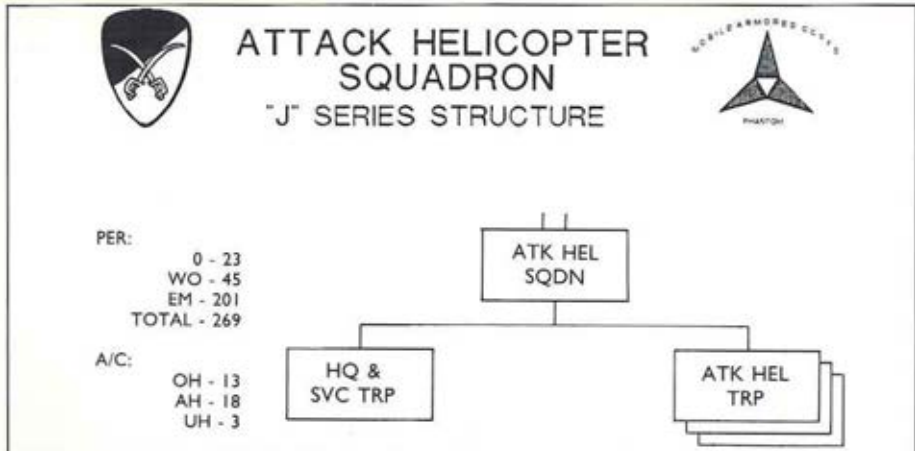 ATTACK HELICOPTER
SQUADRON
"J" SERIES STRUCTURE
PHANTOM
PER:
0 - 23
WO - 45
EM - 201
TOTAL - 269
A/C:
OH - 13
AH - 18
UH - 3
ATK HEL
SQDN
HQ &
SVC TRP
ATK HEL
TRP